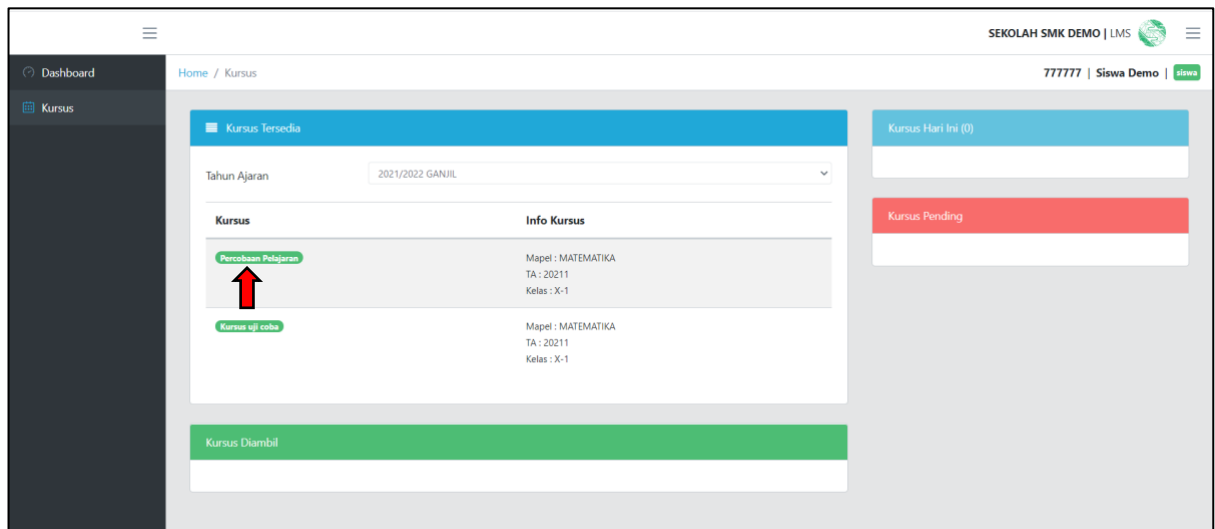 SEKOLAH SMK DEMO | LMS
Dashboard
Kursus
Home / Kursus
777777 | Siswa Demo | siswa
Kursus Tersedia
Tahun Ajaran
2021/2022 GANJIL
Kursus
Info Kursus
Percobaan Pelajaran
Mapel : MATEMATIKA
TA : 20211
Kelas : X-1
Kursus uji coba
Mapel : MATEMATIKA
TA : 20211
Kelas : X-1
Kursus Diambil
Kursus Hari Ini (0)
Kursus Pending